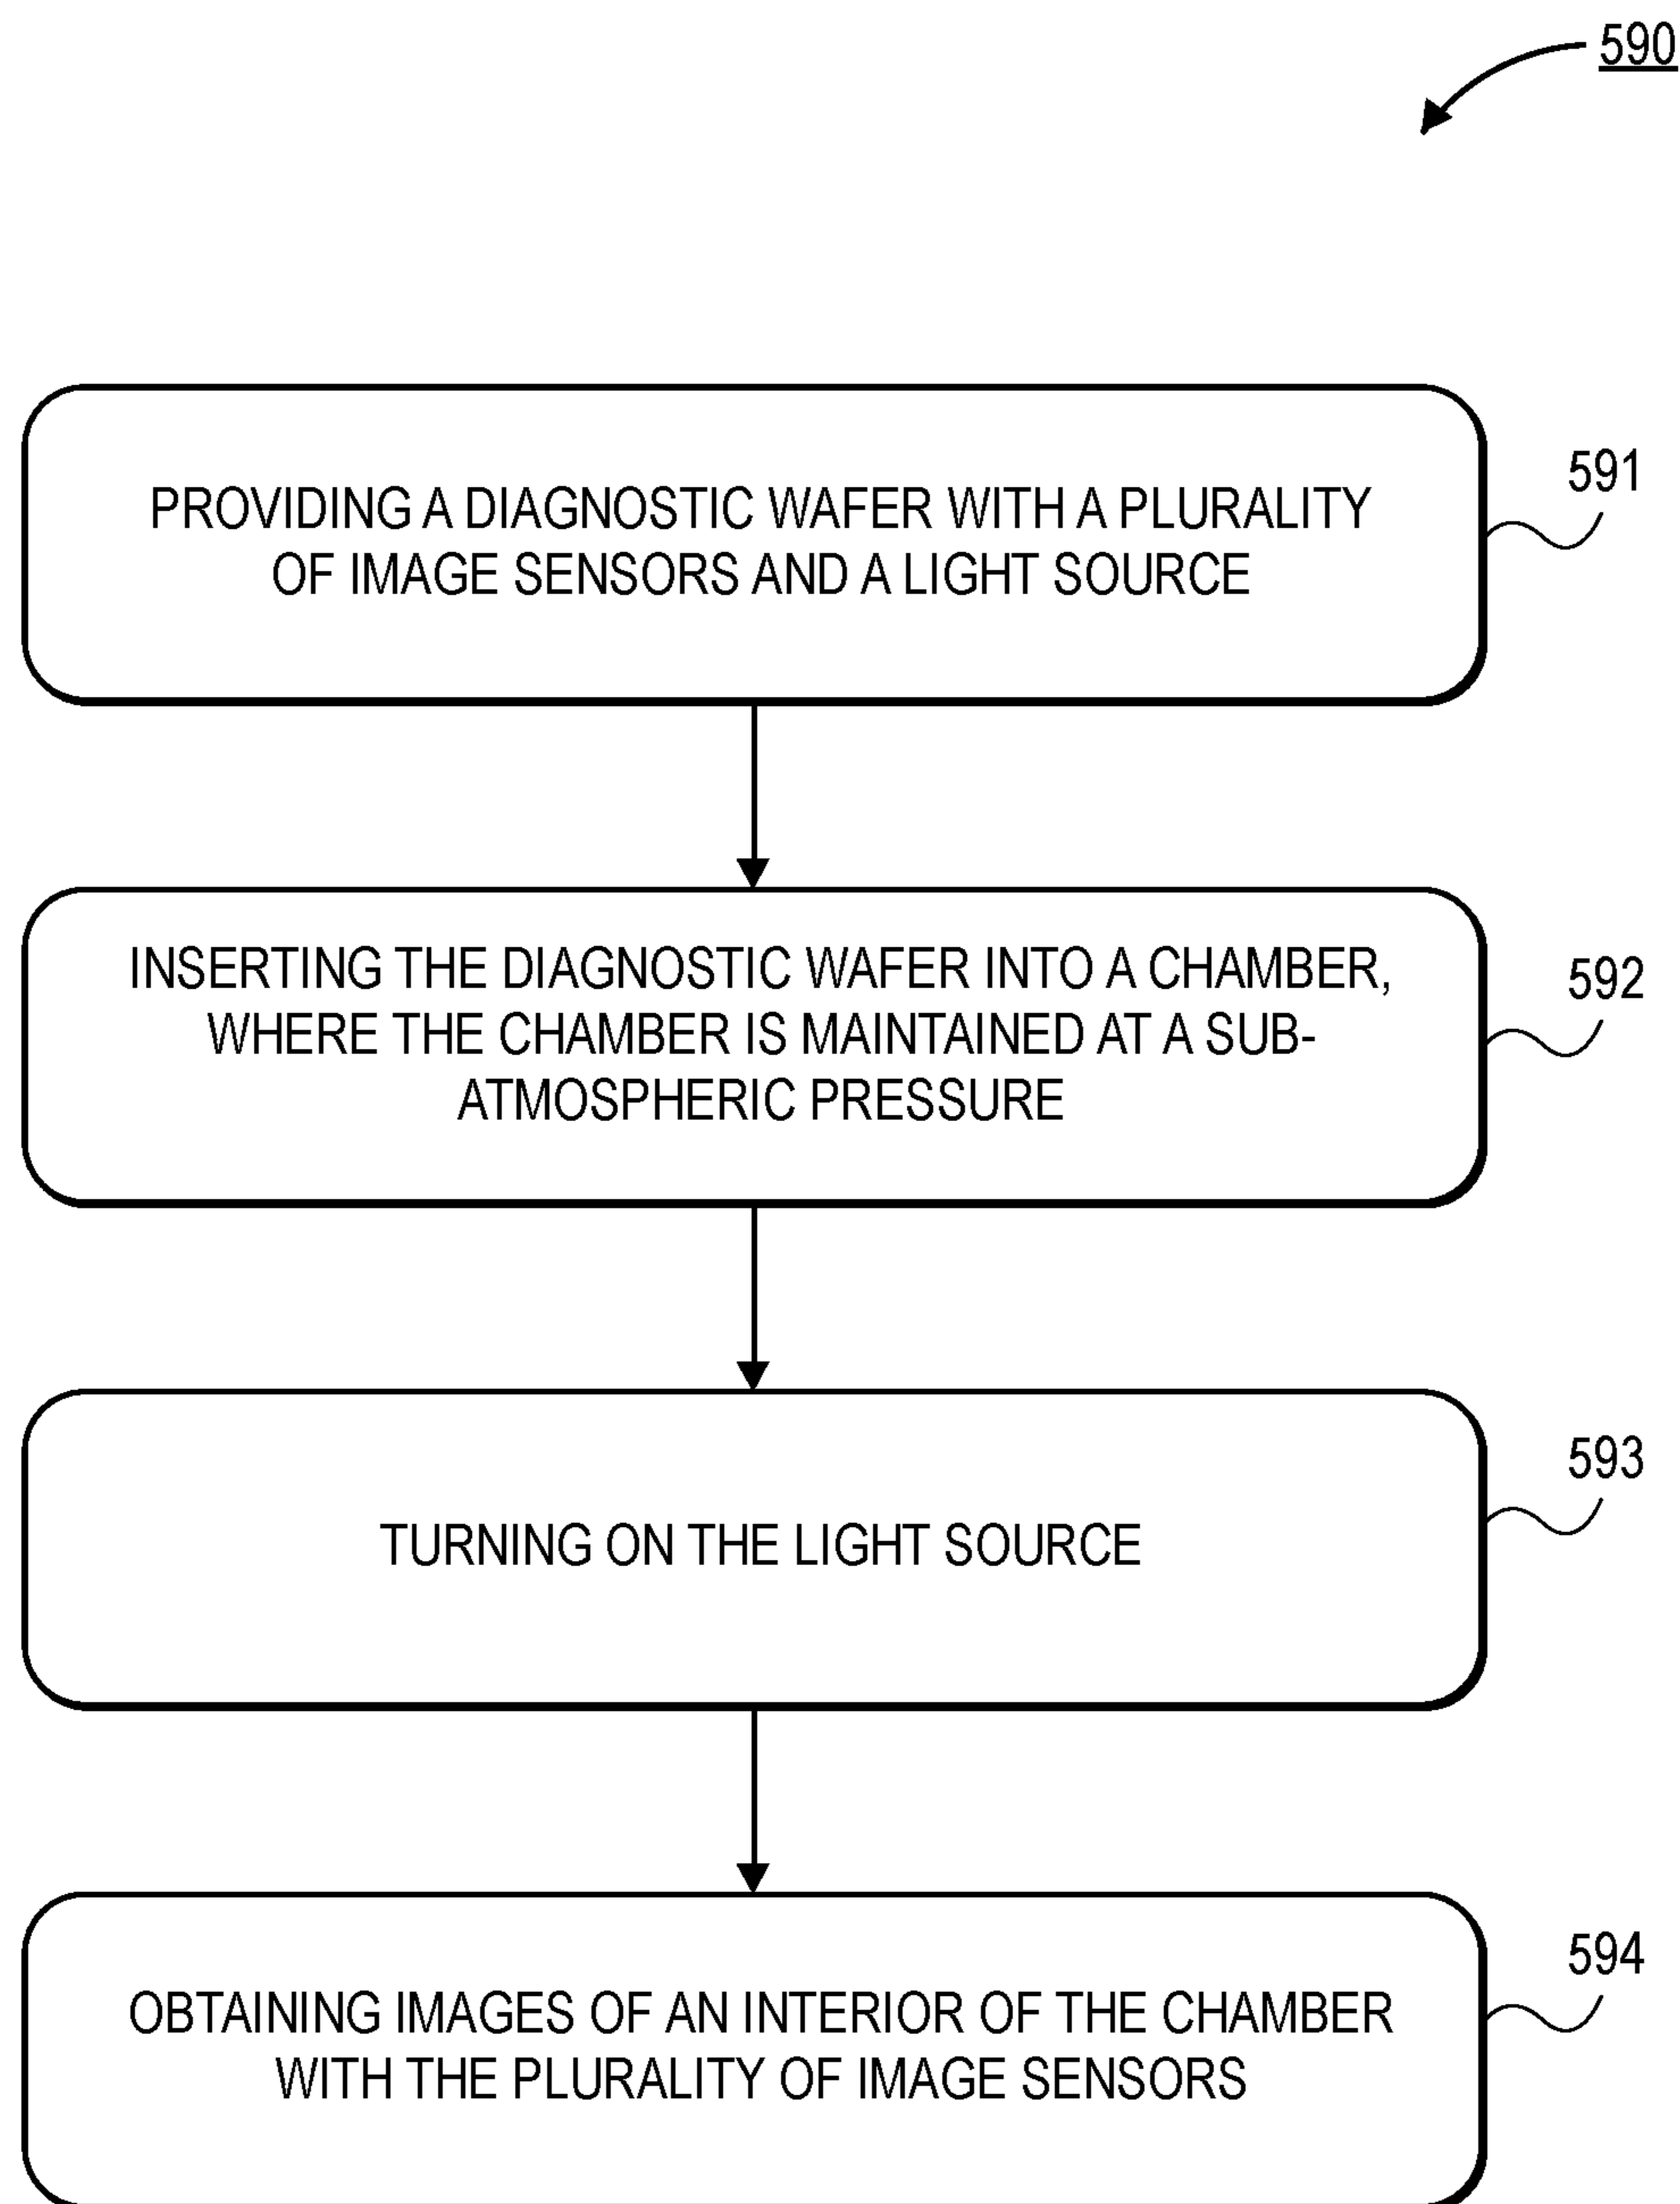 590
PROVIDING A DIAGNOSTIC WAFER WITH A PLURALITY
OF IMAGE SENSORS AND A LIGHT SOURCE
591
INSERTING THE DIAGNOSTIC WAFER INTO A CHAMBER,
WHERE THE CHAMBER IS MAINTAINED AT A SUB-
ATMOSPHERIC PRESSURE
592
TURNING ON THE LIGHT SOURCE
593
OBTAINING IMAGES OF AN INTERIOR OF THE CHAMBER
WITH THE PLURALITY OF IMAGE SENSORS
594